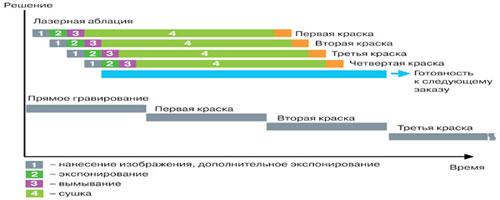 Решение
Лазерная абляция
1 2 3 4 Первая краска
1 2 3 4 Вторая краска
1 2 3 4 Третья краска
1 2 3 4 Четвертая краска
Готовность
к следующему
заказу
Прямое гравирование
Первая краска
Вторая краска
Третья краска
Время
1 – нанесение изображения, дополнительное экспонирование
2 – экспонирование
3 – вымывание
4 – сушка